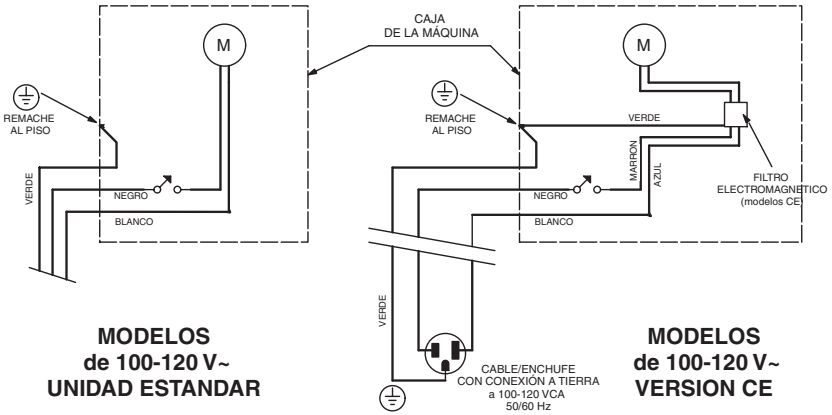 CAJA
DE LA MÁQUINA
M
REMACHE
AL PISO
VERDE
NEGRO
BLANCO
M
REMACHE
AL PISO
VERDE
MARRON
AZUL
FILTRO
ELECTROMAGNETICO
(modelos CE)
NEGRO
BLANCO
VERDE
MODELOS
de 100-120 V~
UNIDAD ESTANDAR
CABLE/ENCHUFE
CON CONEXIÓN A TIERRA
a 100-120 VCA
50/60 Hz
MODELOS
de 100-120 V~
VERSION CE